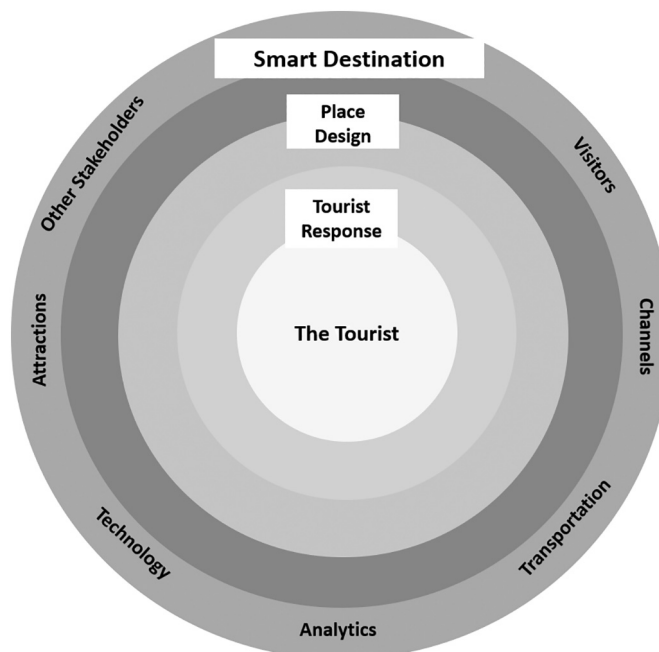 Smart Destination
Place
Design
Tourist
Response
The Tourist
Other Stakeholders
Visitors
Attractions
Channels
Technology
Transportation
Analytics